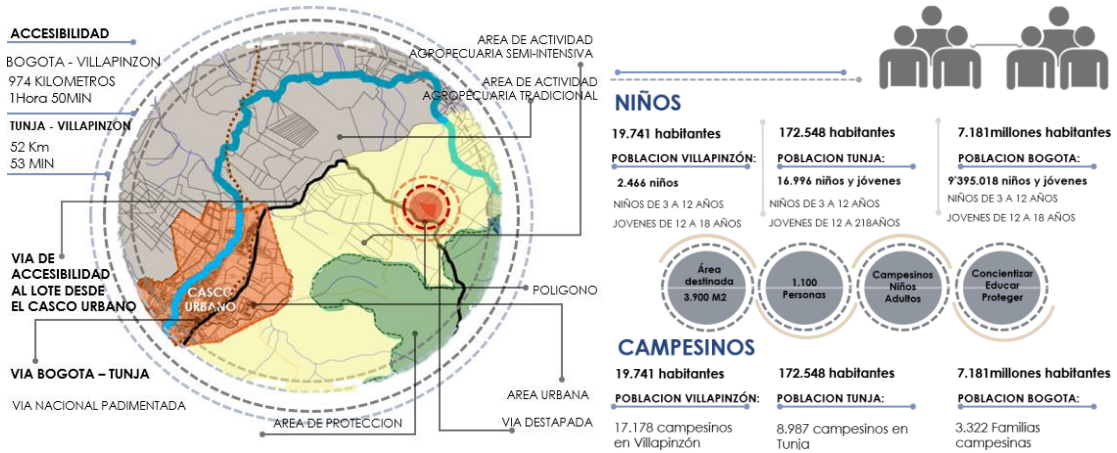 ACCESIBILIDAD
BOGOTA - VILLAPINZON
974 KILOMETROS
1Hora 50MIN
TUNJA - VILLAPINZON
52 Km
53 MIN
VIA DE
ACCESIBILIDAD
AL LOTE DESDE
EL CASCO URBANO
VIA BOGOTA – TUNJA
VIA NACIONAL PADIMENTADA
AREA DE ACTIVIDAD
AGROPECUARIA SEMI-INTENSIVA
AREA DE ACTIVIDAD
AGROPECUARIA TRADICIONAL
CASCO
URBANO
POLIGONO
AREA URBANA
VIA DESTAPADA
AREA DE PROTECCION
NIÑOS
19.741 habitantes
POBLACION VILLAPINZÓN:
2.466 niños
NIÑOS DE 3 A 12 AÑOS
JOVENES DE 12 A 18 AÑOS
172.548 habitantes
POBLACION TUNJA:
16.996 niños y jóvenes
NIÑOS DE 3 A 12 AÑOS
JOVENES DE 12 A 218AÑOS
7.181millones habitantes
POBLACION BOGOTA:
9'395.018 niños y jóvenes
NIÑOS DE 3 A 12 AÑOS
JOVENES DE 12 A 18 AÑOS
Área
destinada
3.900 M2
1.100
Personas
Campesinos
Niños
Adultos
Concientizar
Educar
Proteger
CAMPESINOS
19.741 habitantes
POBLACION VILLAPINZÓN:
17.178 campesinos
en Villapinzón
172.548 habitantes
POBLACION TUNJA:
8.987 campesinos en
Tunja
7.181millones habitantes
POBLACION BOGOTA:
3.322 Familias
campesinas